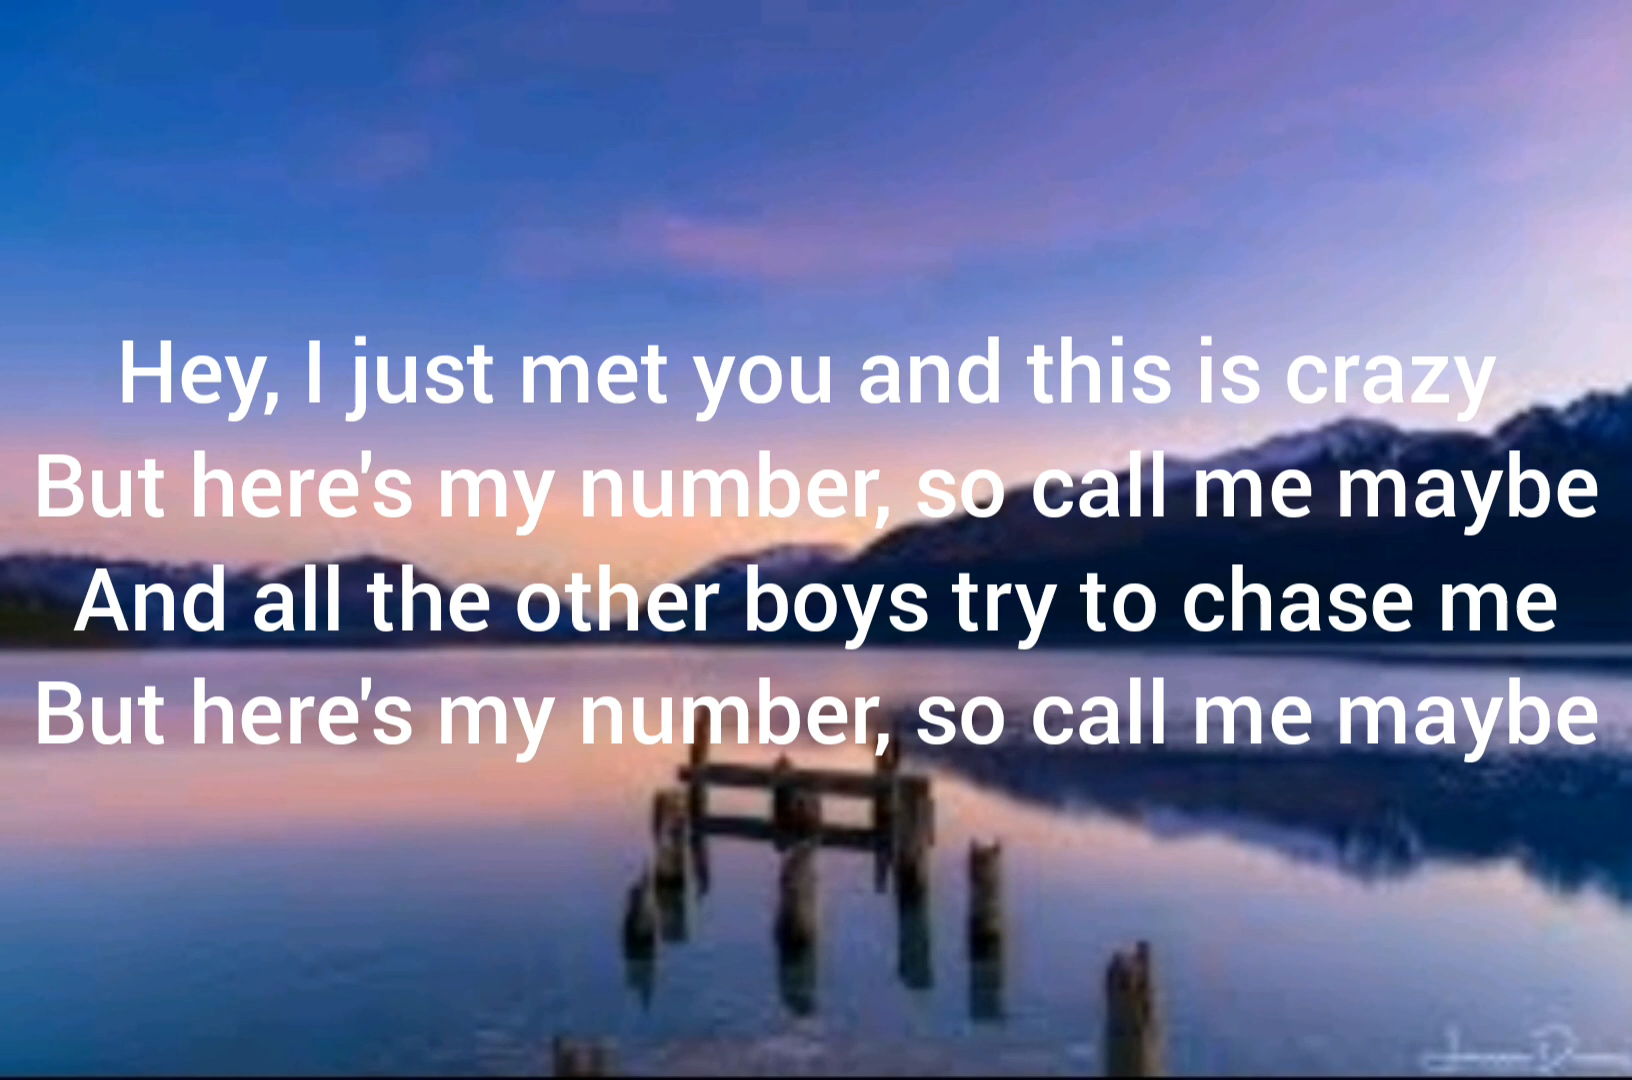 Hey, I just met you and this is crazy
But here's my number, so call me maybe
And all the other boys try to chase me
But here's my number, so call me maybe